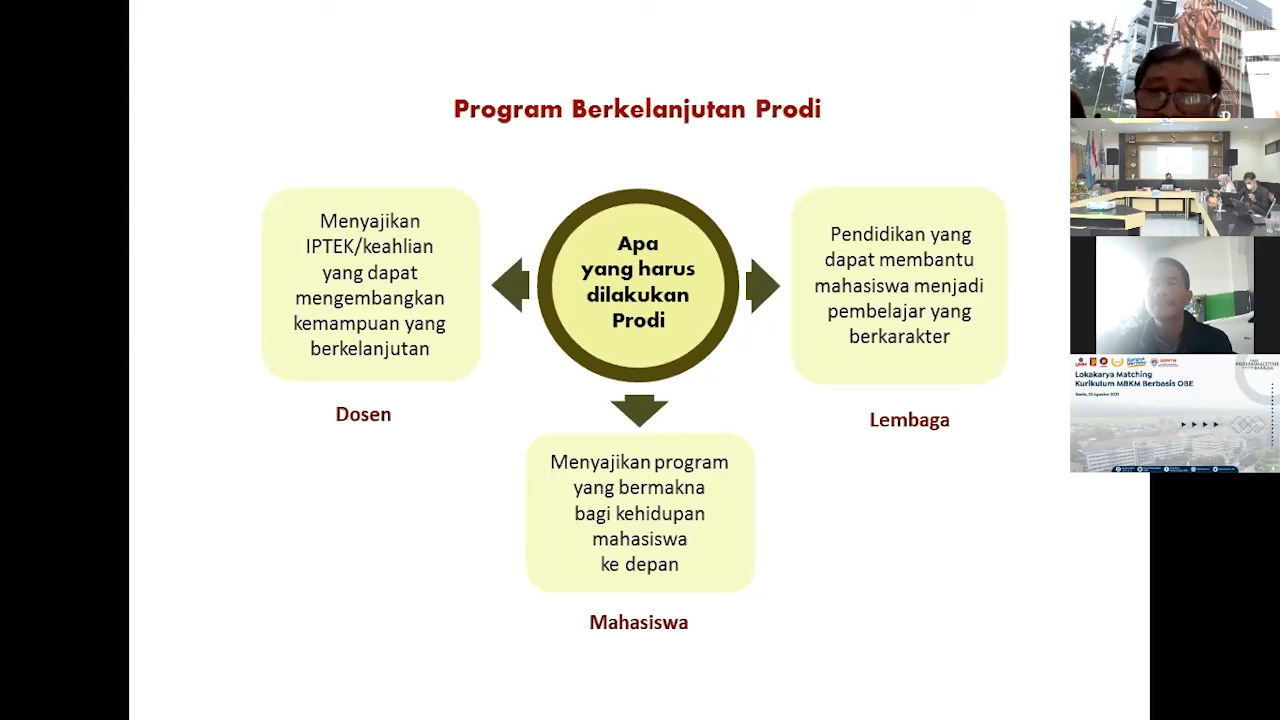 Program Berkelanjutan Prodi
Menyajikan
IPTEK/keahlian
yang dapat
mengembangkan
kemampuan yang
berkelanjutan
Dosen
Apa
yang harus
dilakukan
Prodi
Pendidikan yang
dapat membantu
mahasiswa menjadi
pembelajar yang
berkarakter
Lembaga
Menyajikan program
yang bermakna
bagi kehidupan
mahasiswa
ke depan
Mahasiswa
Lokakarya Matching
Kurikulum MBKM Berbasis OBE